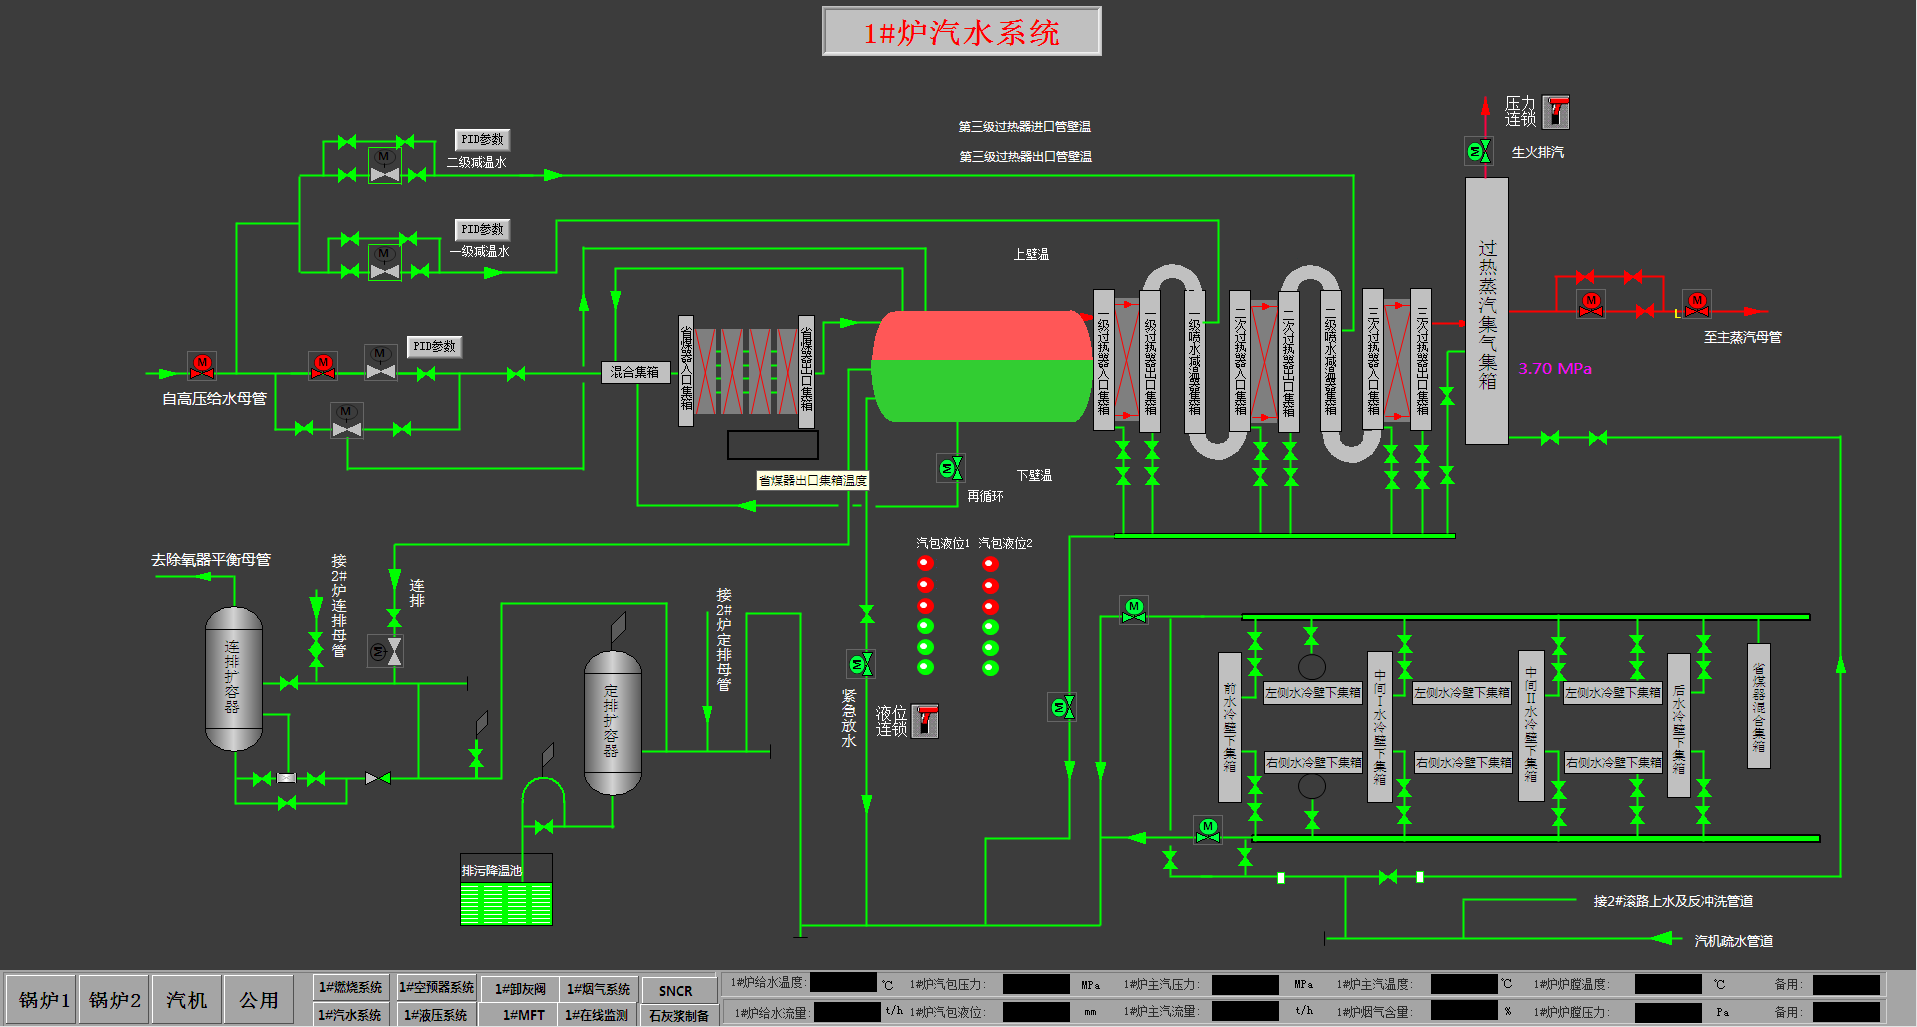 1#炉汽水系统
压力
连锁
生火排汽
第三级过热器进口管壁温
第三级过热器出口管壁温
PID参数
二级减温水
M
PID参数
一级减温水
M
上壁温
过热蒸汽集气集箱
M
M
L
至主蒸汽母管
3.70 MPa
M
M
M
PID参数
自高压给水母管
M
混合集箱
省煤器入口集箱
省煤器出口集箱
一级过热器入口集箱
一级过热器出口集箱
一级喷水减温器集箱
二次过热器入口集箱
二次过热器出口集箱
二级喷水减温器集箱
三次过热器入口集箱
三次过热器出口集箱
M
M
省煤器出口集箱温度
下壁温
再循环
汽包液位1
汽包液位2
去除氧器平衡母管
接2#炉连排母管
连排
M
连排扩容器
定排扩容器
接2#炉定排母管
M
紧急放水
液位
连锁
M
M
前水冷壁下集箱
左侧水冷壁下集箱
右侧水冷壁下集箱
中间I水冷壁下集箱
左侧水冷壁下集箱
右侧水冷壁下集箱
中间II水冷壁下集箱
左侧水冷壁下集箱
右侧水冷壁下集箱
后水冷壁下集箱
省煤器混合集箱
M
排污降温池
接2#滚路上水及反冲洗管道
汽机疏水管道
锅炉1
锅炉2
汽机
公用
1#燃烧系统
1#空预器系统
1#卸灰阀
1#烟气系统
SNCR
1#汽水系统
1#液压系统
1#MFT
1#在线监测
石灰浆制备
1#炉给水温度:
℃
1#炉汽包压力:
MPa
1#炉主汽压力:
MPa
1#炉主汽温度:
℃
1#炉炉膛温度:
℃
备用:
1#炉给水流量:
t/h
1#炉汽包液位:
mm
1#炉主汽流量:
t/h
1#炉烟气含量:
%
1#炉炉膛压力:
Pa
备用: